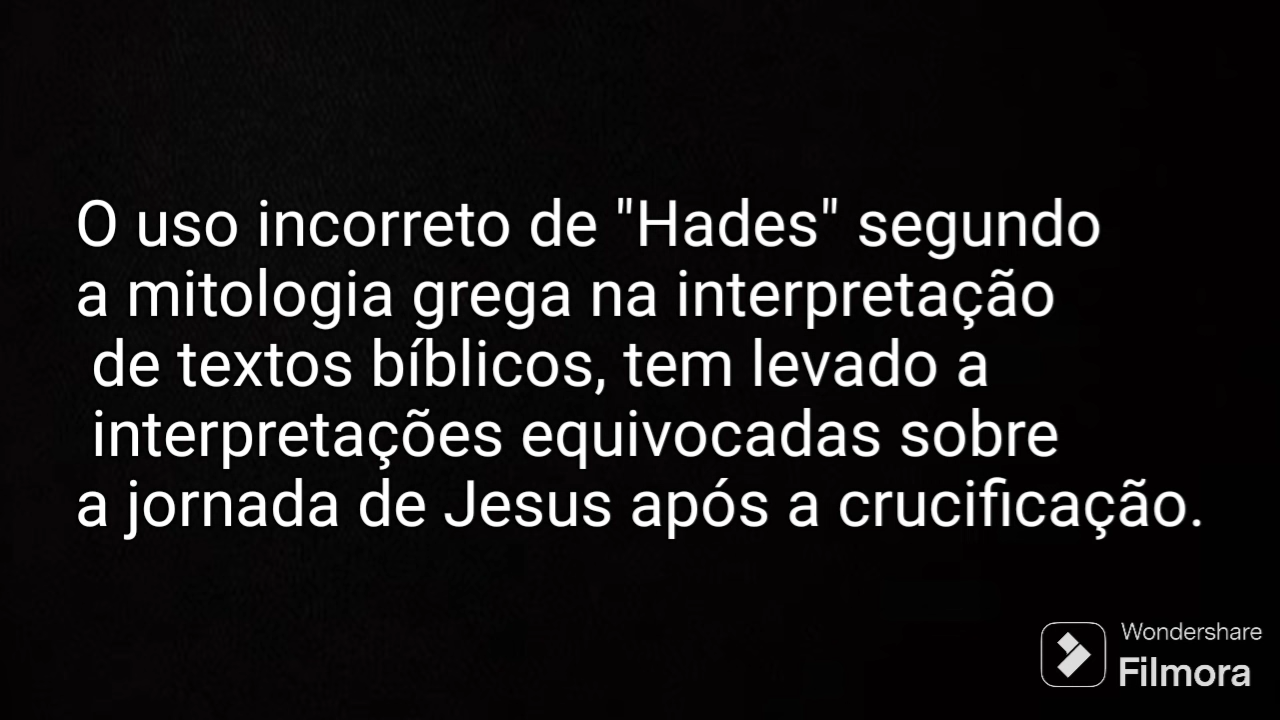 O uso incorreto de "Hades" segundo
a mitologia grega na interpretação
de textos bíblicos, tem levado a
interpretações equivocadas sobre
a jornada de Jesus após a crucificação.
Wondershare
Filmora